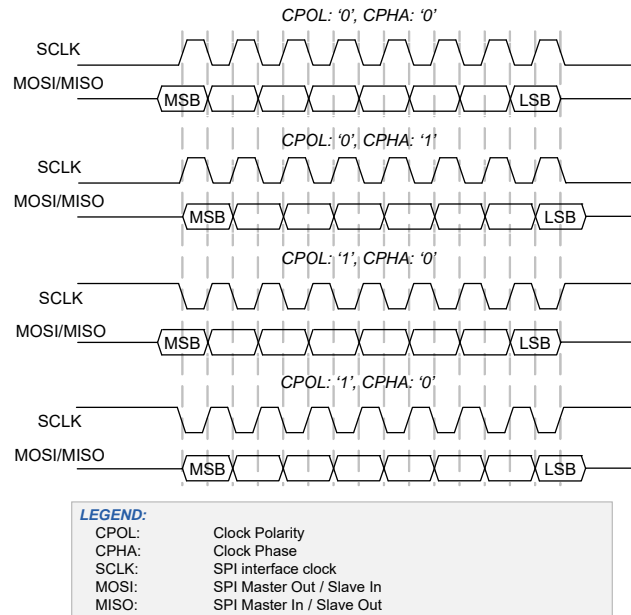 CPOL: ‘0’, CPHA: ‘0’
SCLK
MOSI/MISO
MSB LSB
CPOL: ‘0’, CPHA: ‘1’
SCLK
MOSI/MISO
MSB LSB
CPOL: ‘1’, CPHA: ‘0’
SCLK
MOSI/MISO
MSB LSB
CPOL: ‘1’, CPHA: ‘0’
SCLK
MOSI/MISO
MSB LSB
LEGEND:
CPOL: Clock Polarity
CPHA: Clock Phase
SCLK: SPI interface clock
MOSI: SPI Master Out / Slave In
MISO: SPI Master In / Slave Out